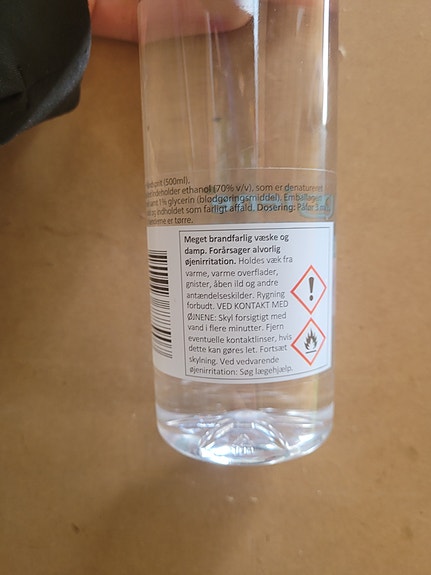 (500ml).
indeholder ethanol (70% v/v), som er denatureret
1% glycerin (blødgøringsmiddel). Emballagen
indholdet som farligt affald. Dosering: Påfør
er tørre.
Meget brandfarlig væske og
damp. Forårsager alvorlig
øjenirritation. Holdes væk fra
varme, varme overflader,
gnister, åben ild og andre
antændelseskilder. Rygning
forbudt. VED KONTAKT MED
ØJNENE: Skyl forsigtigt med
vand i flere minutter. Fjern
eventuelle kontaktlinser, hvis
dette kan gøres let. Fortsæt
skylning. Ved vedvarende
øjenirritation: Søg lægehjælp.